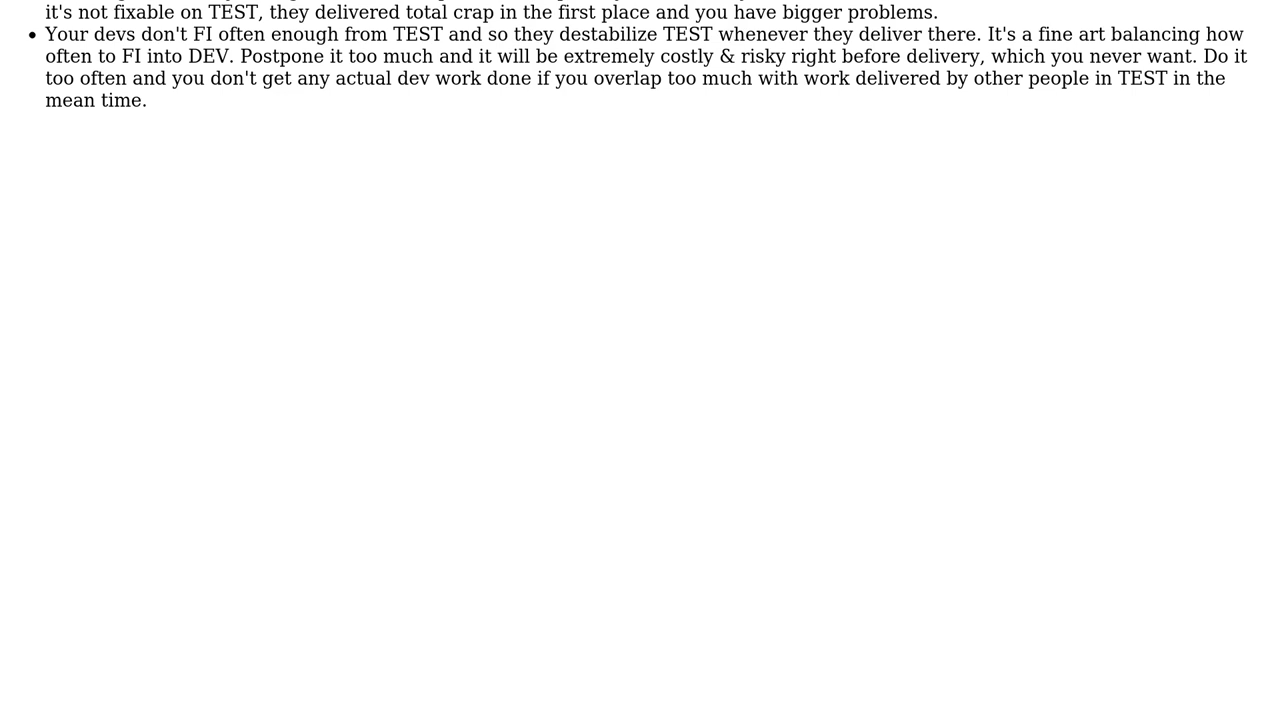 it's not fixable on TEST, they delivered total crap in the first place and you have bigger problems.
• Your devs don't FI often enough from TEST and so they destabilize TEST whenever they deliver there. It's a fine art balancing how
often to FI into DEV. Postpone it too much and it will be extremely costly & risky right before delivery, which you never want. Do it
too often and you don't get any actual dev work done if you overlap too much with work delivered by other people in TEST in the
mean time.